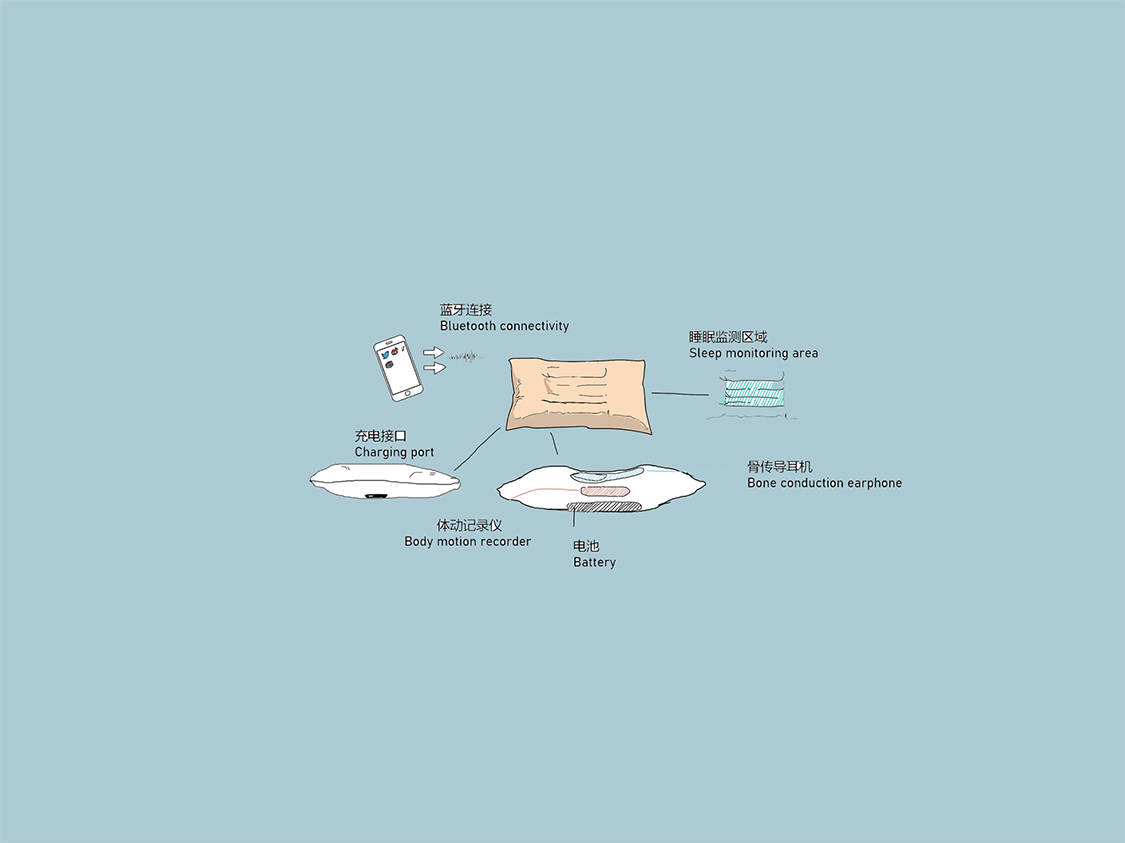 蓝牙连接
Bluetooth connectivity
睡眠监测区域
Sleep monitoring area
充电接口
Charging port
骨传导耳机
Bone conduction earphone
体动记录仪
Body motion recorder
电池
Battery